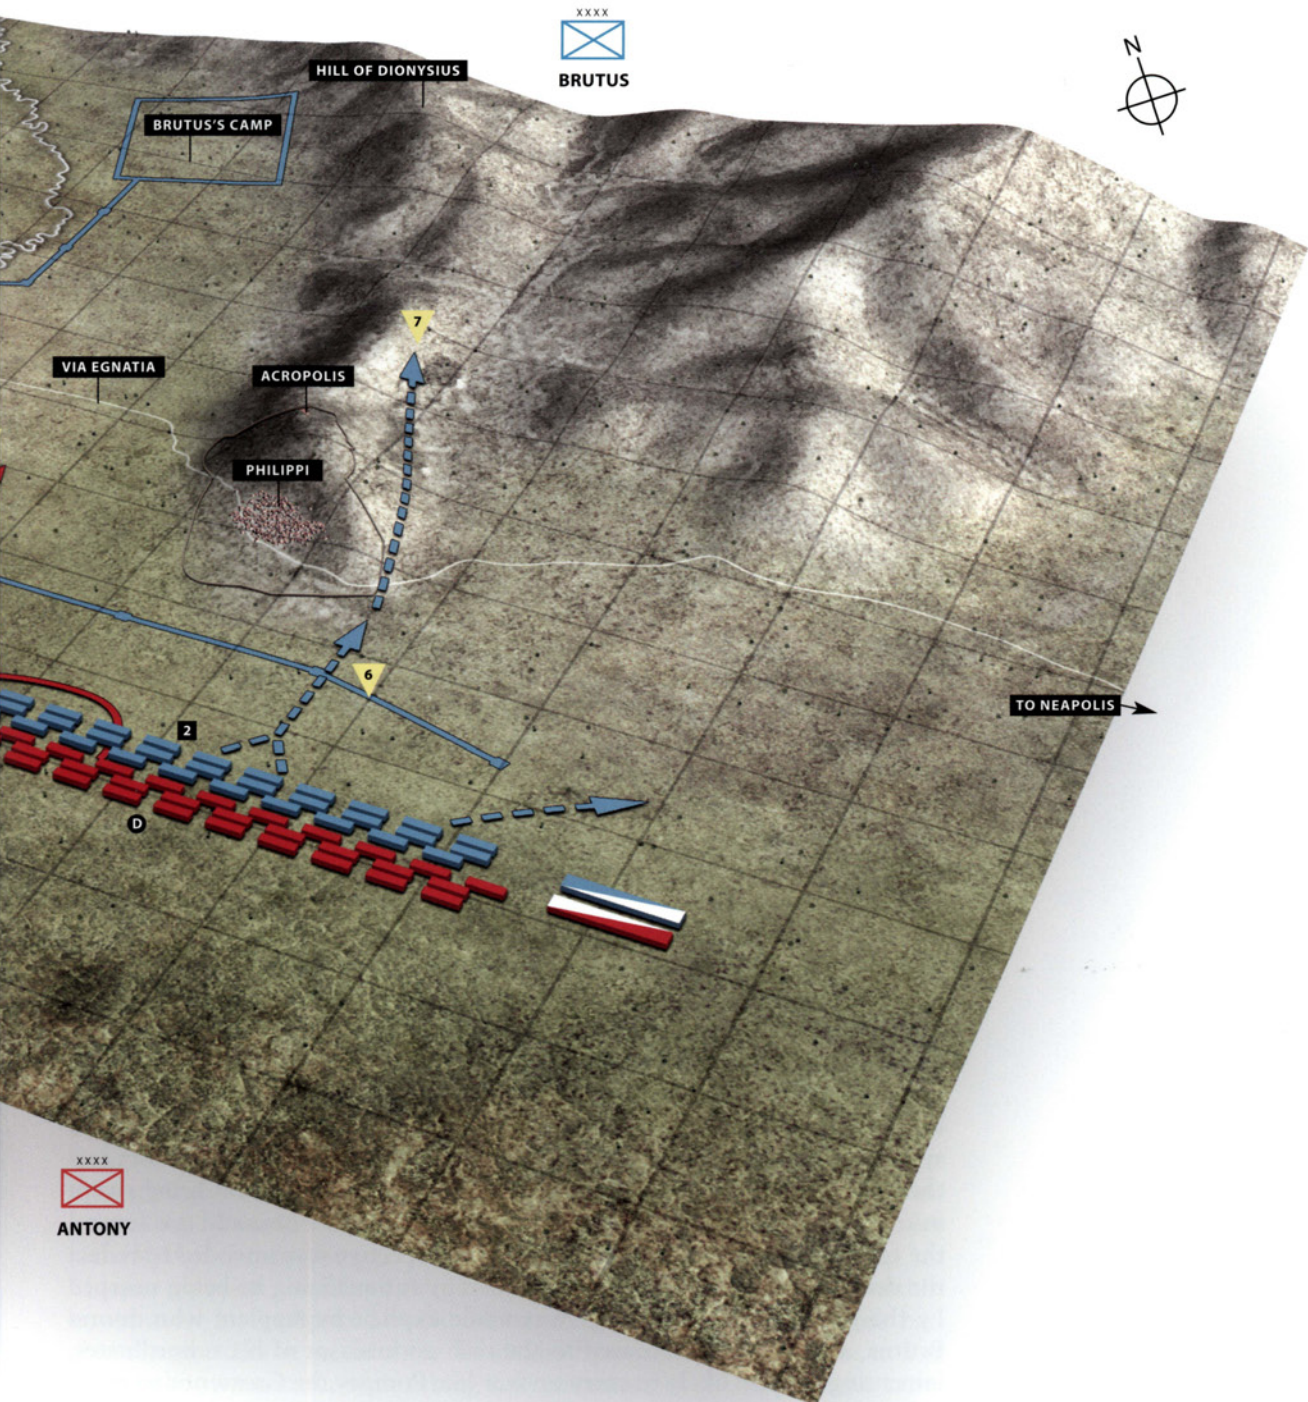 XXXX
BRUTUS
N
HILL OF DIONYSIUS
BRUTUS'S CAMP
7
VIA EGNATIA
ACROPOLIS
PHILIPPI
6
TO NEAPOLIS
2
D
XXXX
ANTONY